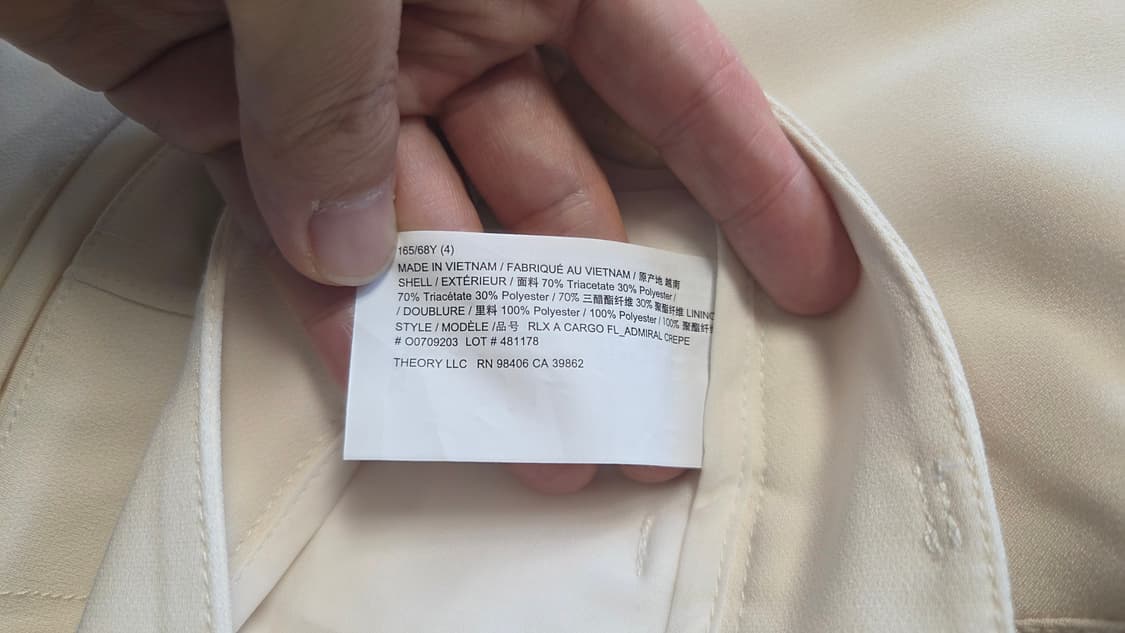 165/68Y (4)
MADE IN VIETNAM / FABRIQUÉ AU VIETNAM / 原产地 越南
SHELL / EXTÉRIEUR / 面料 70% Triacetate 30% Polyester /
70% Triacétate 30% Polyester / 70% 三醋酯纤维 30% 聚酯纤维 LINING
/ DOUBLURE / 里料 100% Polyester / 100% Polyester / 100% 聚酯纤维
STYLE / MODÈLE /品号 RLX A CARGO FL_ADMIRAL CREPE
# O0709203 LOT # 481178
THEORY LLC RN 98406 CA 39862